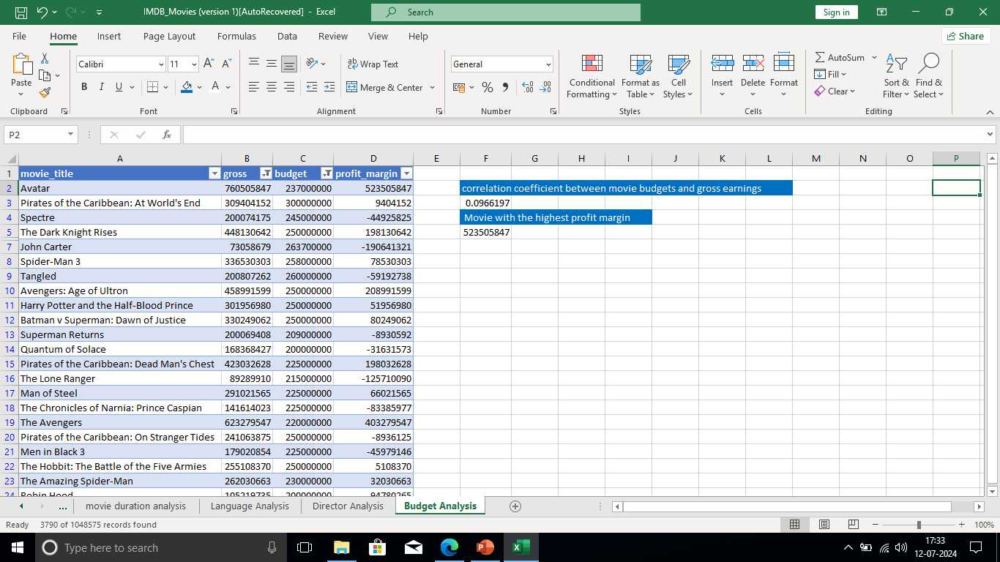 IMDB_Movies (version 1)[AutoRecovered] - Excel
Search
Sign in
File Home Insert Page Layout Formulas Data Review View Help
Share
Paste
Clipboard
Calibri 11
B I U A
Font
ab Wrap Text
Merge & Center
Alignment
General
%
Number
Conditional Formatting
Format as Table
Cell Styles
Styles
Insert Delete Format
Cells
AutoSum
Fill
Clear
Sort & Filter
Find & Select
Editing
P2 fx
A B C D E F G H I J K L M N O P
1 movie_title gross budget profit_margin
2 Avatar 760505847 237000000 523505847 correlation coefficient between movie budgets and gross earnings
3 Pirates of the Caribbean: At World's End 309404152 300000000 9404152 0.0966197
4 Spectre 200074175 245000000 -44925825 Movie with the highest profit margin
5 The Dark Knight Rises 448130642 250000000 198130642 523505847
7 John Carter 73058679 263700000 -190641321
8 Spider-Man 3 336530303 258000000 78530303
9 Tangled 200807262 260000000 -59192738
10 Avengers: Age of Ultron 458991599 250000000 208991599
11 Harry Potter and the Half-Blood Prince 301956980 250000000 51956980
12 Batman v Superman: Dawn of Justice 330249062 250000000 80249062
13 Superman Returns 200069408 209000000 -8930592
14 Quantum of Solace 168368427 200000000 -31631573
15 Pirates of the Caribbean: Dead Man's Chest 423032628 225000000 198032628
16 The Lone Ranger 89289910 215000000 -125710090
17 Man of Steel 291021565 225000000 66021565
18 The Chronicles of Narnia: Prince Caspian 141614023 225000000 -83385977
19 The Avengers 623279547 220000000 403279547
20 Pirates of the Caribbean: On Stranger Tides 241063875 250000000 -8936125
21 Men in Black 3 179020854 225000000 -45979146
22 The Hobbit: The Battle of the Five Armies 255108370 250000000 5108370
23 The Amazing Spider-Man 262030663 230000000 32030663
24 Robin Hood 105219735 200000000 -94780265
... movie duration analysis Language Analysis Director Analysis Budget Analysis
Ready 3790 of 1048575 records found 100%
Type here to search
17:33
12-07-2024